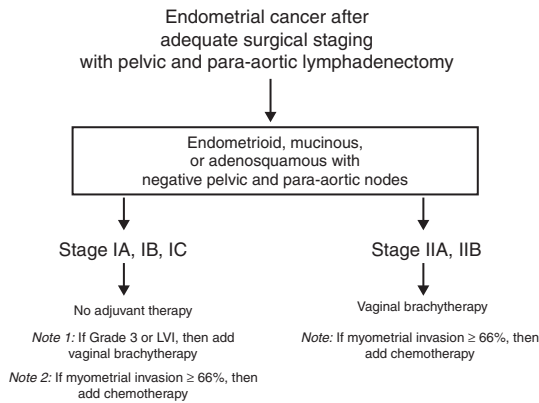 Endometrial cancer after
adequate surgical staging
with pelvic and para-aortic lymphadenectomy
Endometrioid, mucinous,
or adenosquamous with
negative pelvic and para-aortic nodes
Stage IA, IB, IC
No adjuvant therapy
Note 1: If Grade 3 or LVI, then add
vaginal brachytherapy
Note 2: If myometrial invasion ≥ 66%, then
add chemotherapy
Stage IIA, IIB
Vaginal brachytherapy
Note: If myometrial invasion ≥ 66%, then
add chemotherapy